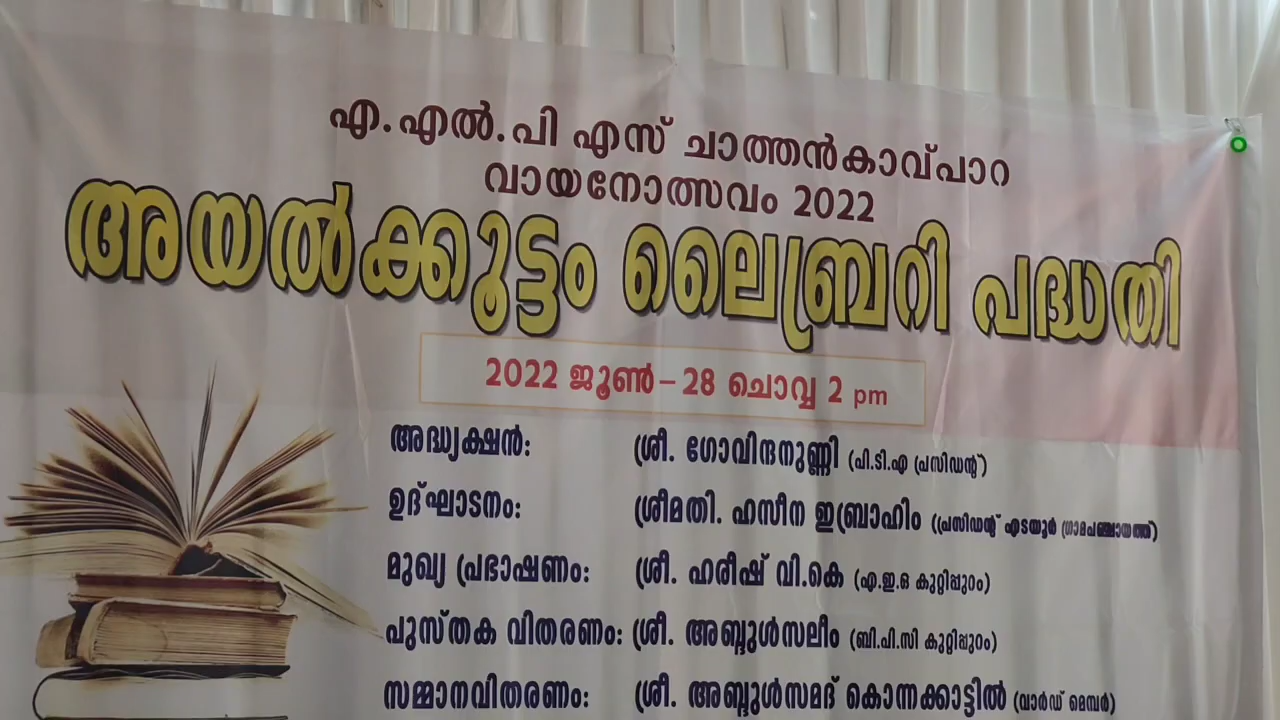 എ.എൽ.പി എസ് ചാത്തൻകാവ്പാറ
വായനോത്സവം 2022
അയൽക്കൂട്ടം ലൈബ്രറി പദ്ധതി
2022 ജൂൺ – 28 ചൊവ്വ 2 pm
അദ്ധ്യക്ഷൻ: ശ്രീ. ഗോവിന്ദനുണ്ണി (പി.ടി.എ പ്രസിഡന്റ്)
ഉദ്ഘാടനം: ശ്രീമതി. ഹസീന ഇബ്രാഹിം (പ്രസിഡന്റ് എടയൂർ ഗ്രാമപഞ്ചായത്ത്)
മുഖ്യ പ്രഭാഷണം: ശ്രീ. ഹരീഷ് വി.കെ (എ.ഇ.ഒ കുറ്റിപ്പുറം)
പുസ്തക വിതരണം: ശ്രീ. അബ്ദുൾസലീം (ബി.പി.സി കുറ്റിപ്പുറം)
സമ്മാനവിതരണം: ശ്രീ. അബ്ദുൾസമദ് കൊന്നക്കാട്ടിൽ (വാർഡ് മെമ്പർ)